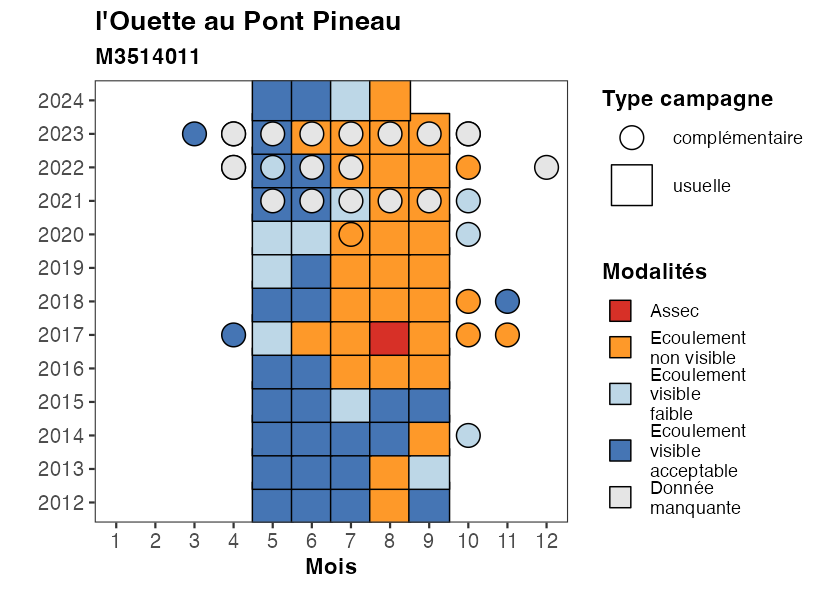 l'Ouette au Pont Pineau
M3514011
2024
2023
2022
2021
2020
2019
2018
2017
2016
2015
2014
2013
2012
1 2 3 4 5 6 7 8 9 10 11 12
Mois
Type campagne
complémentaire
usuelle
Modalités
Assec
Ecoulement
non visible
Ecoulement
visible
faible
Ecoulement
visible
acceptable
Donnée
manquante